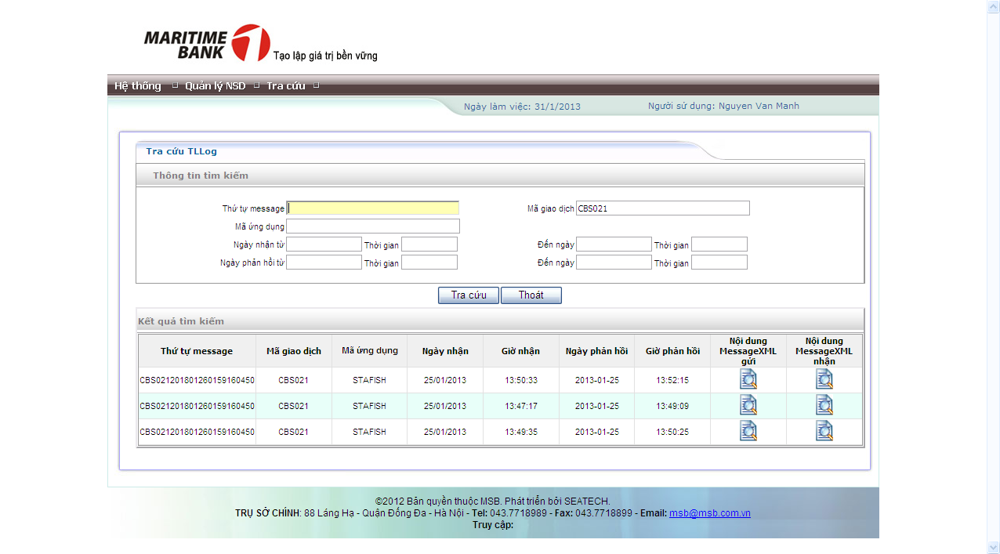 MARITIME
BANK
Tạo lập giá trị bền vững
Hệ thống Quản lý NSD Tra cứu
Ngày làm việc: 31/1/2013 Người sử dụng: Nguyen Van Manh
Tra cứu TLLog
Thông tin tìm kiếm
Thứ tự message Mã giao dịch CBS021
Mã ứng dụng
Ngày nhận từ Thời gian Đến ngày Thời gian
Ngày phản hồi từ Thời gian Đến ngày Thời gian
Tra cứu Thoát
Kết quả tìm kiếm
Thứ tự message Mã giao dịch Mã ứng dụng Ngày nhận Giờ nhận Ngày phản hồi Giờ phản hồi Nội dung MessageXML gửi Nội dung MessageXML nhận
CBS021201801260159160450 CBS021 STAFISH 25/01/2013 13:50:33 2013-01-25 13:52:15
CBS021201801260159160450 CBS021 STAFISH 25/01/2013 13:47:17 2013-01-25 13:49:09
CBS021201801260159160450 CBS021 STAFISH 25/01/2013 13:49:35 2013-01-25 13:50:25
©2012 Bản quyền thuộc MSB. Phát triển bởi SEATECH.
TRỤ SỞ CHÍNH: 88 Láng Hạ - Quận Đống Đa - Hà Nội - Tel: 043.7718989 - Fax: 043.7718899 - Email: msb@msb.com.vn
Truy cập: